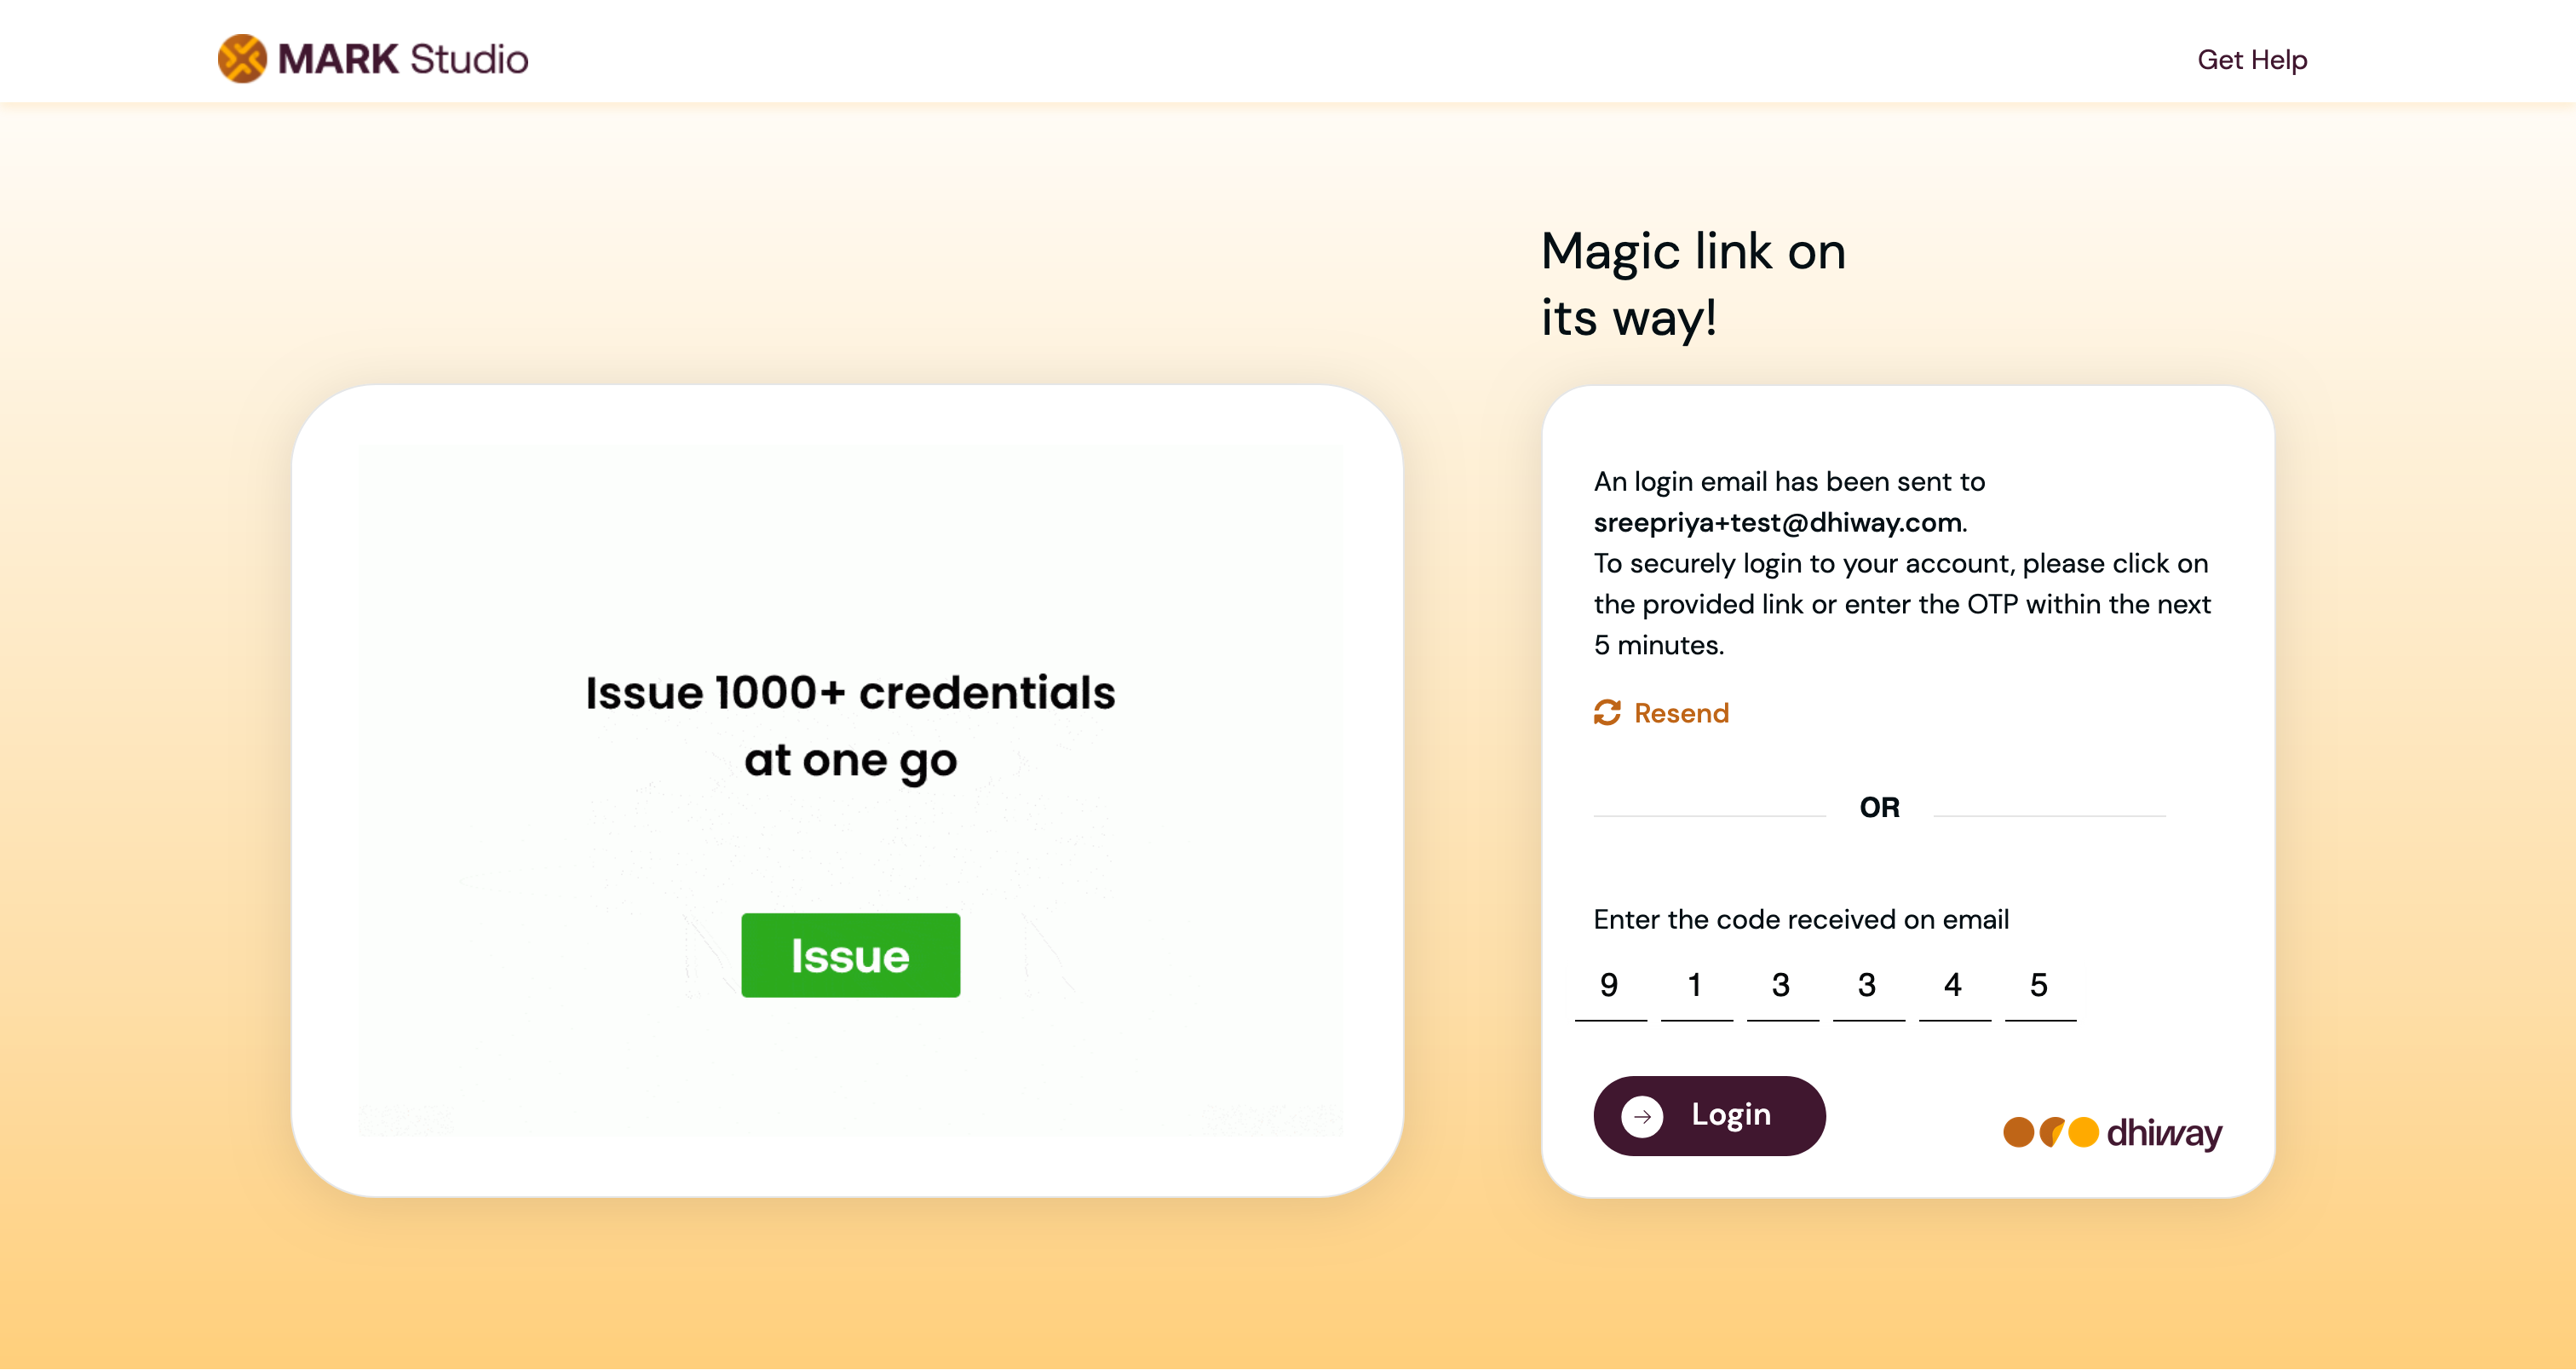 MARK Studio
Get Help
Magic link on
its way!
Issue 1000+ credentials
at one go
Issue
An login email has been sent to
sreepriya+test@dhiway.com.
To securely login to your account, please click on
the provided link or enter the OTP within the next
5 minutes.
Resend
OR
Enter the code received on email
9 1 3 3 4 5
Login
dhiway